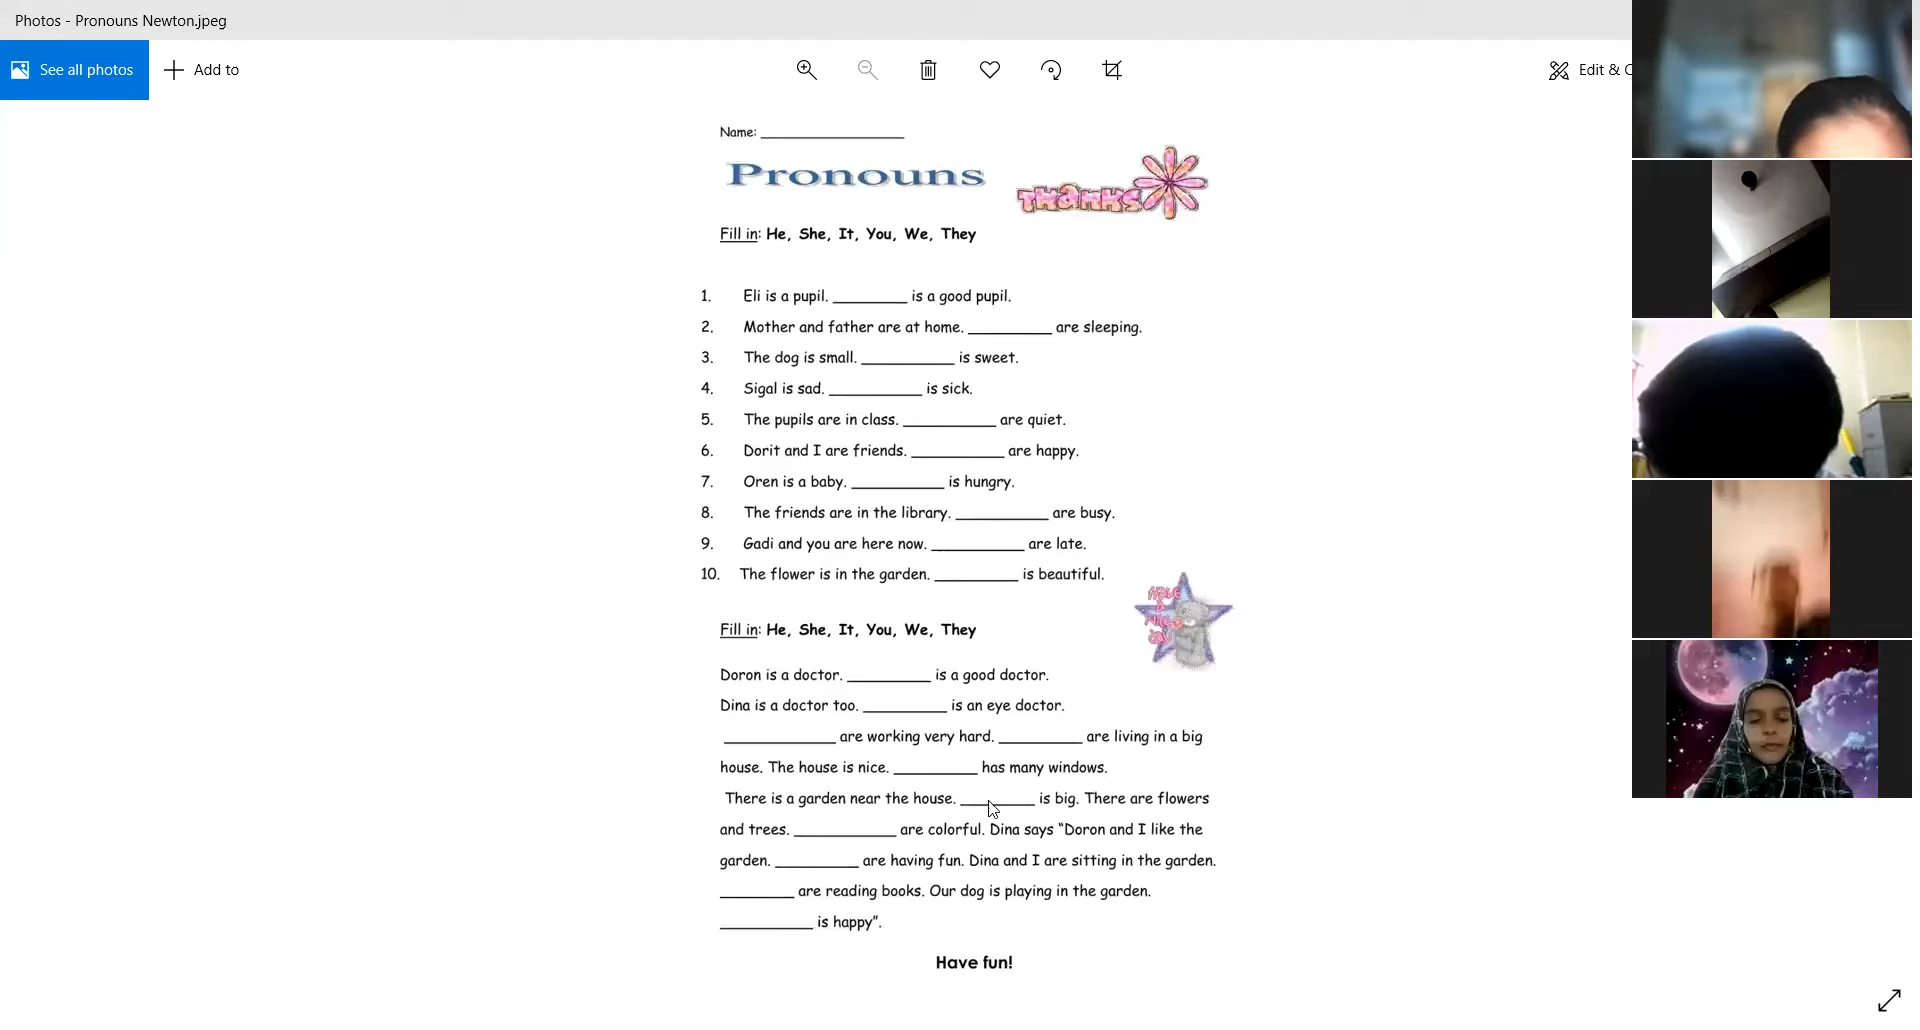 Photos - Pronouns Newton.jpeg
See all photos
Add to
Edit & C
Name: __________________
Pronouns
Thanks
Fill in: He, She, It, You, We, They
1. Eli is a pupil. ________ is a good pupil.
2. Mother and father are at home. _________ are sleeping.
3. The dog is small. __________ is sweet.
4. Sigal is sad. __________ is sick.
5. The pupils are in class. __________ are quiet.
6. Dorit and I are friends. __________ are happy.
7. Oren is a baby. __________ is hungry.
8. The friends are in the library. __________ are busy.
9. Gadi and you are here now. __________ are late.
10. The flower is in the garden. _________ is beautiful.
Have
a
nice
day
Fill in: He, She, It, You, We, They
Doron is a doctor. _________ is a good doctor.
Dina is a doctor too. _________ is an eye doctor.
____________ are working very hard. _________ are living in a big
house. The house is nice. _________ has many windows.
There is a garden near the house. ________ is big. There are flowers
and trees. ___________ are colorful. Dina says “Doron and I like the
garden. _________ are having fun. Dina and I are sitting in the garden.
________ are reading books. Our dog is playing in the garden.
__________ is happy”.
Have fun!